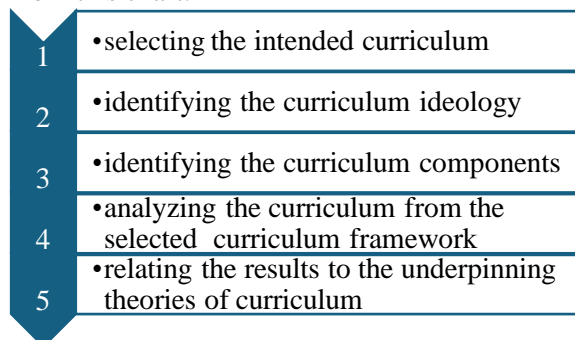 1
•selecting the intended curriculum
2
•identifying the curriculum ideology
3
•identifying the curriculum components
4
•analyzing the curriculum from the
selected curriculum framework
5
•relating the results to the underpinning
theories of curriculum